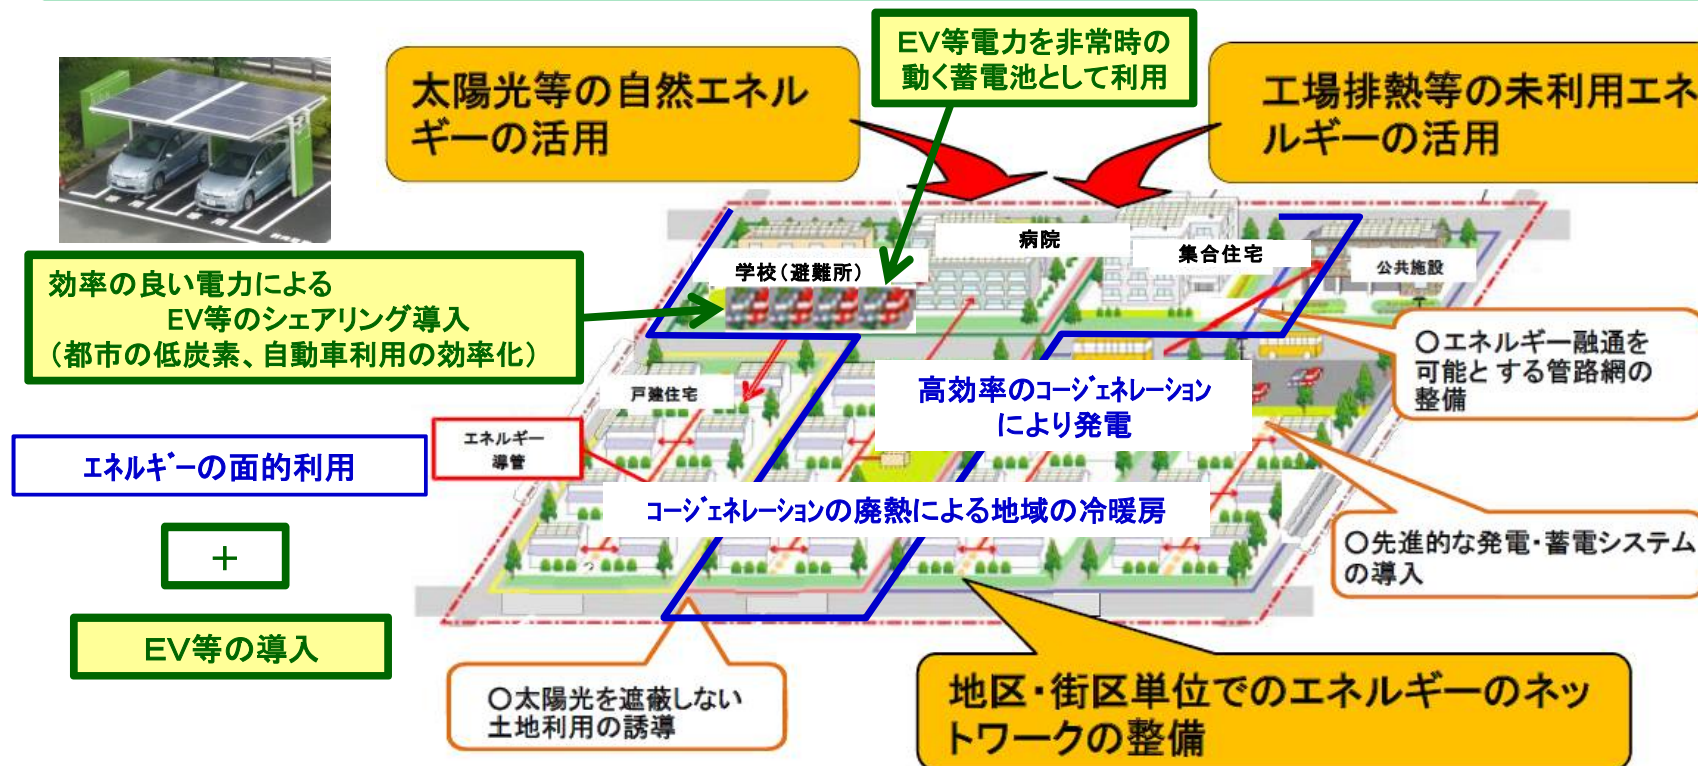 EV等電力を非常時の
動く蓄電池として利用
太陽光等の自然エネル
ギーの活用
工場排熱等の未利用エネ
ルギーの活用
病院
集合住宅
学校(避難所)
公共施設
効率の良い電力による
EV等のシェアリング導入
(都市の低炭素、自動車利用の効率化)
○エネルギー融通を
可能とする管路網の
整備
戸建住宅
高効率のコージェネレーション
により発電
エネルギー
導管
エネルギーの面的利用
コージェネレーションの廃熱による地域の冷暖房
○先進的な発電・蓄電システム
の導入
+
EV等の導入
○太陽光を遮蔽しない
土地利用の誘導
地区・街区単位でのエネルギーのネッ
トワークの整備